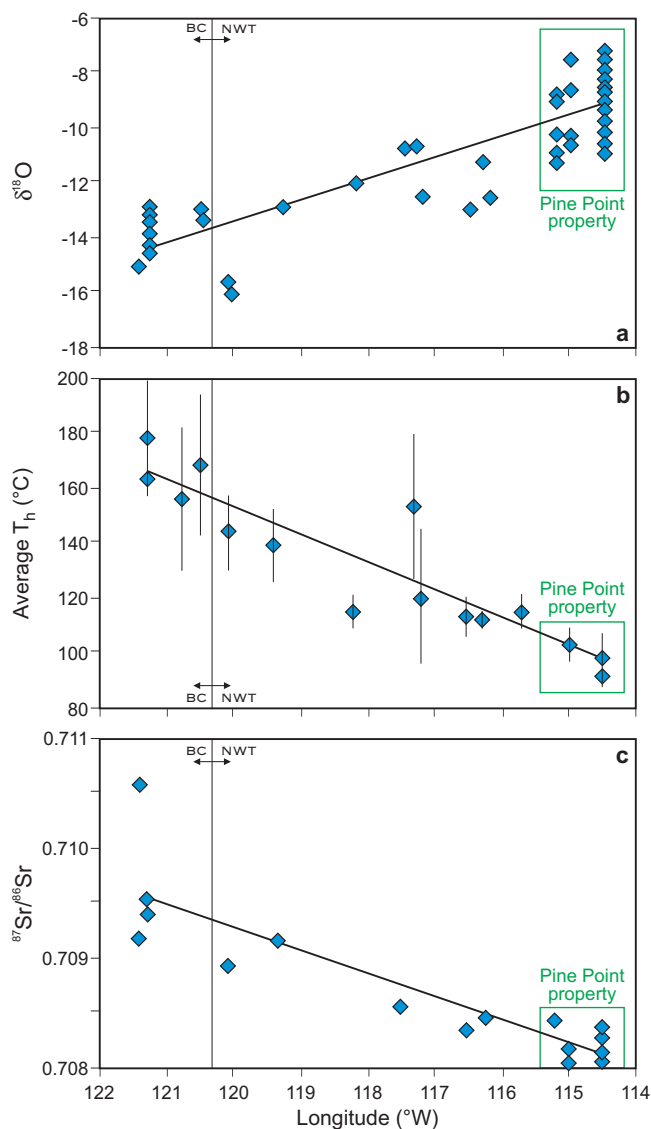 -6
-8
-10
-12
-14
-16
-18
δ¹⁸O
BC NWT
Pine Point
property
a
200
180
160
140
120
100
80
Average Tₕ (°C)
b
Pine Point
property
BC NWT
0.711
0.710
0.709
0.708
⁸⁷Sr/⁸⁶Sr
BC NWT
c
Pine Point
property
122 121 120 119 118 117 116 115 114
Longitude (°W)